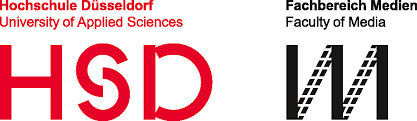 Hochschule Düsseldorf
University of Applied Sciences
HSD
Fachbereich Medien
Faculty of Media
M